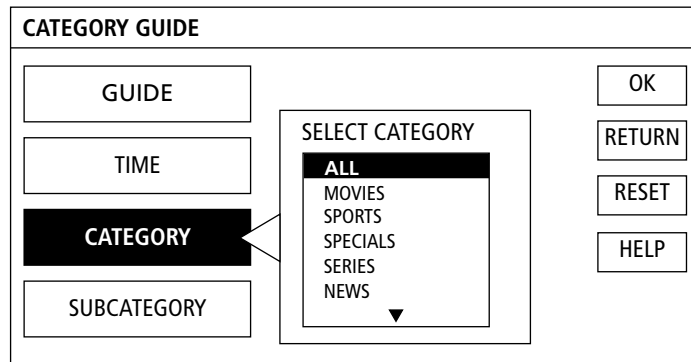 CATEGORY GUIDE
GUIDE
TIME
CATEGORY
SUBCATEGORY
SELECT CATEGORY
ALL
MOVIES
SPORTS
SPECIALS
SERIES
NEWS
OK
RETURN
RESET
HELP